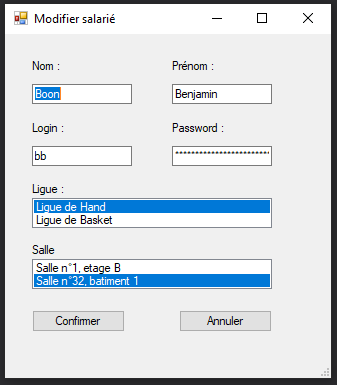 Modifier salarié
Nom : Prénom :
Boon Benjamin
Login : Password :
bb ************************
Ligue :
Ligue de Hand
Ligue de Basket
Salle
Salle n°1, etage B
Salle n°32, batiment 1
Confirmer Annuler